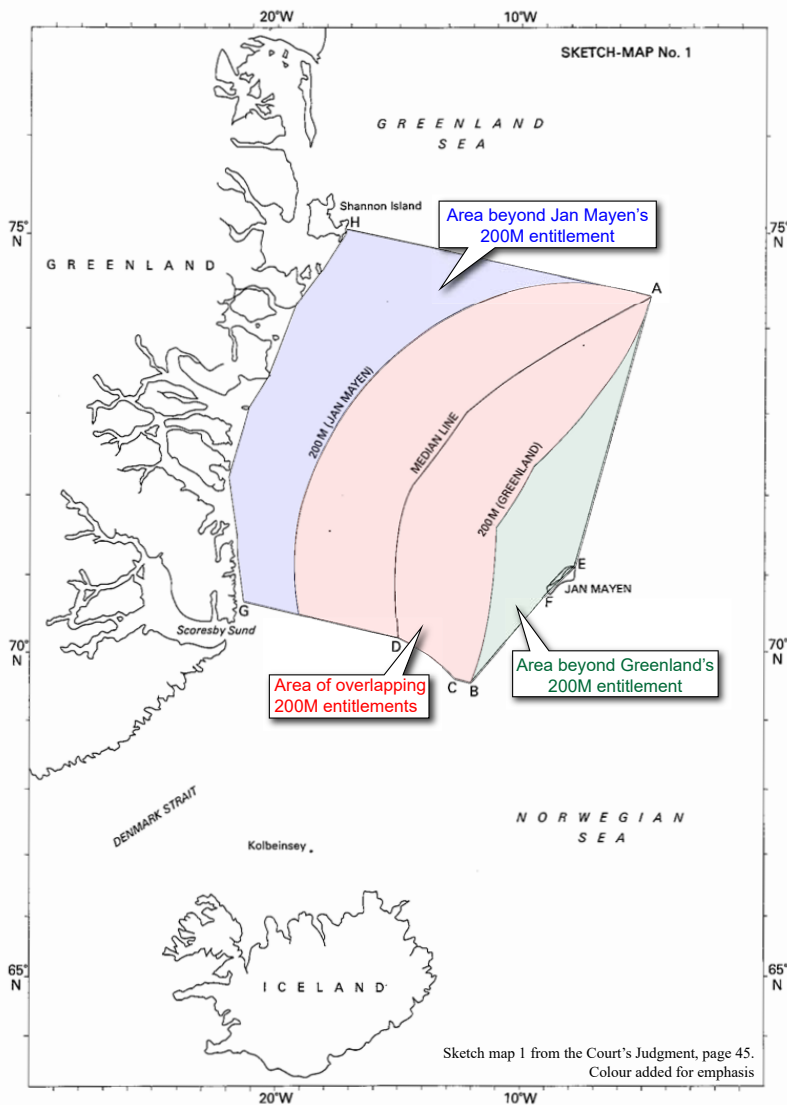 20°W
10°W
SKETCH-MAP No. 1
GREENLAND
SEA
Shannon Island
H
Area beyond Jan Mayen's
200M entitlement
75°
N
75°
N
GREENLAND
A
200 M (JAN MAYEN)
MEDIAN LINE
200 M (GREENLAND)
E
JAN MAYEN
F
G
Scoresby Sund
70°
N
70°
N
D
Area beyond Greenland's
200M entitlement
Area of overlapping
200M entitlements
C
B
DENMARK STRAIT
NORWEGIAN
SEA
Kolbeinsey
65°
N
65°
N
ICELAND
Sketch map 1 from the Court's Judgment, page 45.
Colour added for emphasis
20°W
10°W